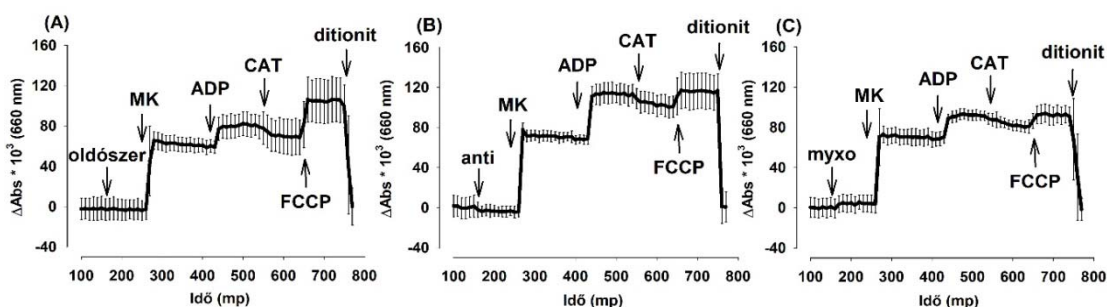 (A)
ΔAbs * 10³ (660 nm)
160
120
80
40
0
-40
oldószer
MK
ADP
CAT
FCCP
ditionit
100 200 300 400 500 600 700 800
Idő (mp)
(B)
ΔAbs * 10³ (660 nm)
160
120
80
40
0
-40
anti
MK
ADP
CAT
FCCP
ditionit
100 200 300 400 500 600 700 800
Idő (mp)
(C)
ΔAbs * 10³ (660 nm)
160
120
80
40
0
-40
myxo
MK
ADP
CAT
FCCP
ditionit
100 200 300 400 500 600 700 800
Idő (mp)